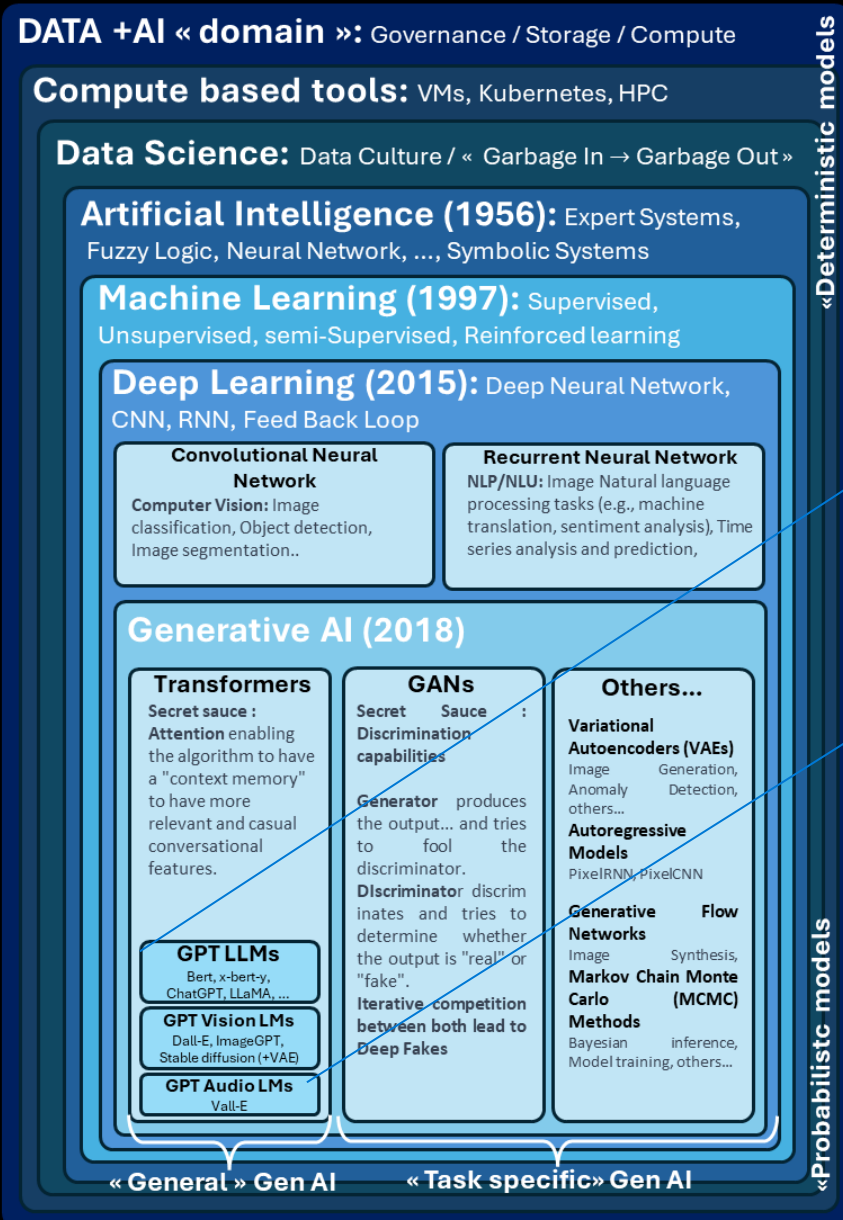 DATA +AI « domain »: Governance / Storage / Compute
Compute based tools: VMs, Kubernetes, HPC
Data Science: Data Culture / « Garbage In → Garbage Out »
Artificial Intelligence (1956): Expert Systems,
Fuzzy Logic, Neural Network, ..., Symbolic Systems
Machine Learning (1997): Supervised,
Unsupervised, semi-Supervised, Reinforced learning
Deep Learning (2015): Deep Neural Network,
CNN, RNN, Feed Back Loop
Convolutional Neural
Network
Computer Vision: Image
classification, Object detection,
Image segmentation..
Recurrent Neural Network
NLP/NLU: Image Natural language
processing tasks (e.g., machine
translation, sentiment analysis), Time
series analysis and prediction,
Generative AI (2018)
Transformers
Secret sauce :
Attention enabling
the algorithm to have
a "context memory"
to have more
relevant and casual
conversational
features.
GPT LLMs
Bert, x-bert-y,
ChatGPT, LLaMA, ...
GPT Vision LMs
Dall-E, ImageGPT,
Stable diffusion (+VAE)
GPT Audio LMs
Vall-E
GANs
Secret Sauce :
Discrimination
capabilities
Generator produces
the output... and tries
to fool the
discriminator.
DIscriminator discrim
inates and tries to
determine whether
the output is "real" or
"fake".
Iterative competition
between both lead to
Deep Fakes
Others...
Variational
Autoencoders (VAEs)
Image Generation,
Anomaly Detection,
others...
Autoregressive
Models
PixelRNN, PixelCNN
Generative Flow
Networks
Image Synthesis,
Markov Chain Monte
Carlo (MCMC)
Methods
Bayesian inference,
Model training, others...
« General » Gen AI
« Task specific» Gen AI
«Deterministic models
«Probabilistc models